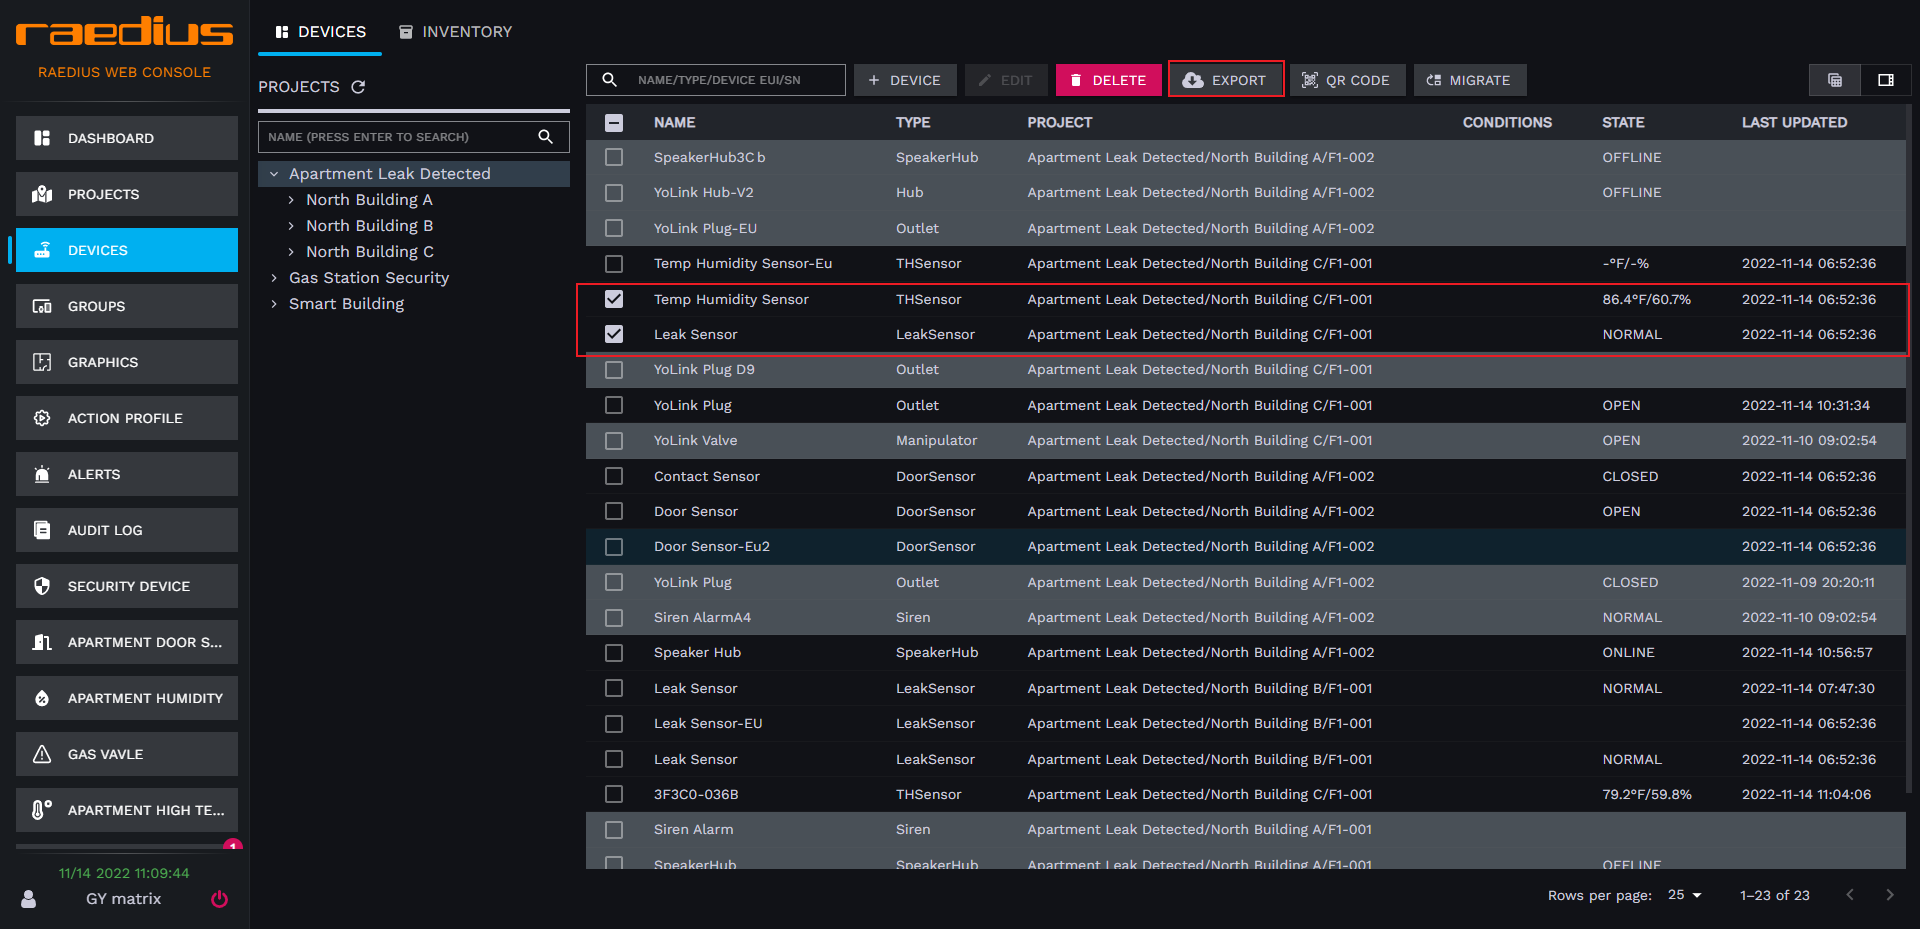 raedius
RAEDIUS WEB CONSOLE
DASHBOARD
PROJECTS
DEVICES
GROUPS
GRAPHICS
ACTION PROFILE
ALERTS
AUDIT LOG
SECURITY DEVICE
APARTMENT DOOR S...
APARTMENT HUMIDITY
GAS VAVLE
APARTMENT HIGH TE...
1
11/14 2022 11:09:44
GY matrix
DEVICES INVENTORY
PROJECTS
NAME (PRESS ENTER TO SEARCH)
Apartment Leak Detected
North Building A
North Building B
North Building C
Gas Station Security
Smart Building
NAME/TYPE/DEVICE EUI/SN + DEVICE EDIT DELETE EXPORT QR CODE MIGRATE
NAME TYPE PROJECT CONDITIONS STATE LAST UPDATED
SpeakerHub3C b SpeakerHub Apartment Leak Detected/North Building A/F1-002 OFFLINE
YoLink Hub-V2 Hub Apartment Leak Detected/North Building A/F1-002 OFFLINE
YoLink Plug-EU Outlet Apartment Leak Detected/North Building A/F1-002
Temp Humidity Sensor-Eu THSensor Apartment Leak Detected/North Building C/F1-001 -°F/-% 2022-11-14 06:52:36
Temp Humidity Sensor THSensor Apartment Leak Detected/North Building C/F1-001 86.4°F/60.7% 2022-11-14 06:52:36
Leak Sensor LeakSensor Apartment Leak Detected/North Building C/F1-001 NORMAL 2022-11-14 06:52:36
YoLink Plug D9 Outlet Apartment Leak Detected/North Building C/F1-001
YoLink Plug Outlet Apartment Leak Detected/North Building C/F1-001 OPEN 2022-11-14 10:31:34
YoLink Valve Manipulator Apartment Leak Detected/North Building C/F1-001 OPEN 2022-11-10 09:02:54
Contact Sensor DoorSensor Apartment Leak Detected/North Building A/F1-002 CLOSED 2022-11-14 06:52:36
Door Sensor DoorSensor Apartment Leak Detected/North Building A/F1-002 OPEN 2022-11-14 06:52:36
Door Sensor-Eu2 DoorSensor Apartment Leak Detected/North Building A/F1-002 2022-11-14 06:52:36
YoLink Plug Outlet Apartment Leak Detected/North Building A/F1-002 CLOSED 2022-11-09 20:20:11
Siren AlarmA4 Siren Apartment Leak Detected/North Building A/F1-002 NORMAL 2022-11-10 09:02:54
Speaker Hub SpeakerHub Apartment Leak Detected/North Building A/F1-002 ONLINE 2022-11-14 10:56:57
Leak Sensor LeakSensor Apartment Leak Detected/North Building B/F1-001 NORMAL 2022-11-14 07:47:30
Leak Sensor-EU LeakSensor Apartment Leak Detected/North Building B/F1-001 2022-11-14 06:52:36
Leak Sensor LeakSensor Apartment Leak Detected/North Building B/F1-001 NORMAL 2022-11-14 06:52:36
3F3C0-036B THSensor Apartment Leak Detected/North Building C/F1-001 79.2°F/59.8% 2022-11-14 11:04:06
Siren Alarm Siren Apartment Leak Detected/North Building A/F1-001
SpeakerHub SpeakerHub Apartment Leak Detected/North Building A/F1-001 OFFLINE
Rows per page: 25 1–23 of 23